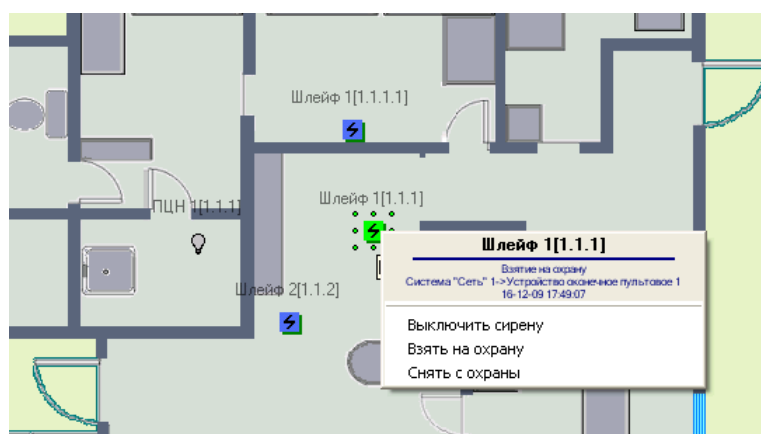 Шлейф 1[1.1.1.1]
Шлейф 1[1.1.1]
ПЦН 1[1.1.1]
Шлейф 1[1.1.1]
Взятие на охрану
Система "Сеть" 1->Устройство оконечное пультовое 1
16-12-09 17:49:07
Шлейф 2[1.1.2]
Выключить сирену
Взять на охрану
Снять с охраны